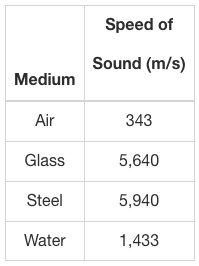 Medium Speed of Sound (m/s)
Air 343
Glass 5,640
Steel 5,940
Water 1,433